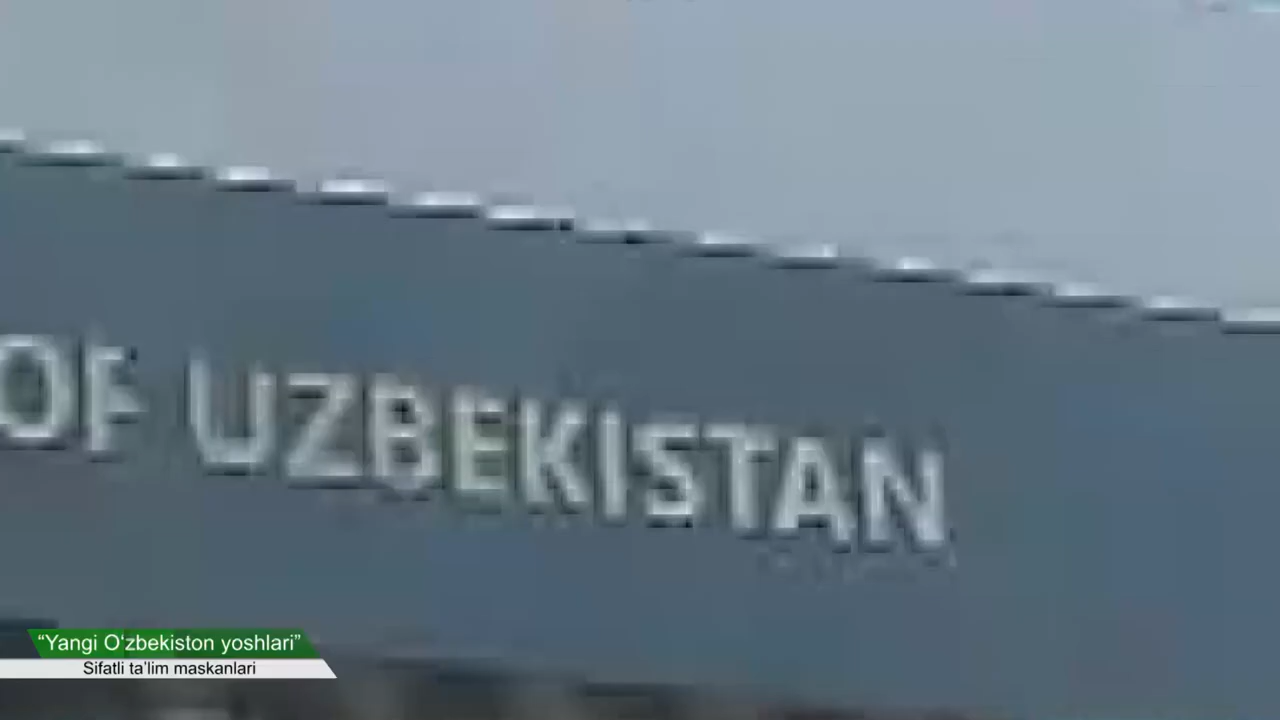 OF UZBEKISTAN
“Yangi O‘zbekiston yoshlari”
Sifatli ta’lim maskanlari